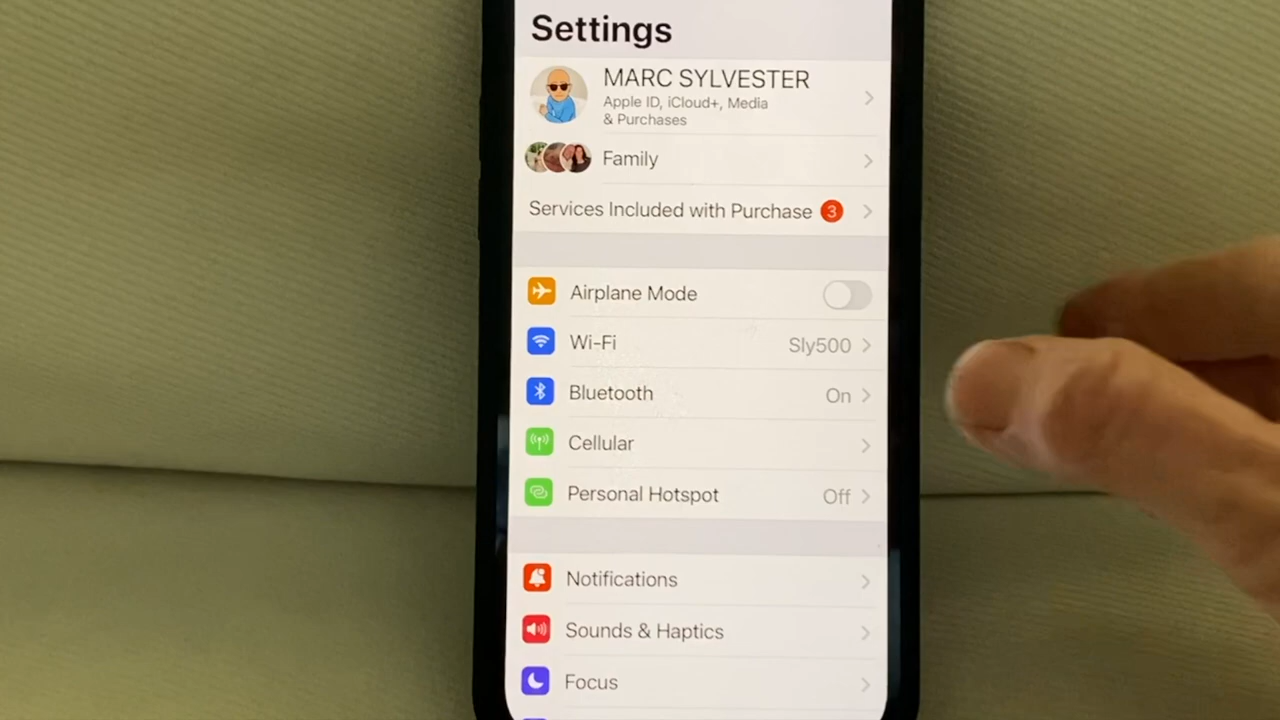 Settings
MARC SYLVESTER
Apple ID, iCloud+, Media
& Purchases
Family
Services Included with Purchase 3
Airplane Mode
Wi-Fi Sly500
Bluetooth On
Cellular
Personal Hotspot Off
Notifications
Sounds & Haptics
Focus